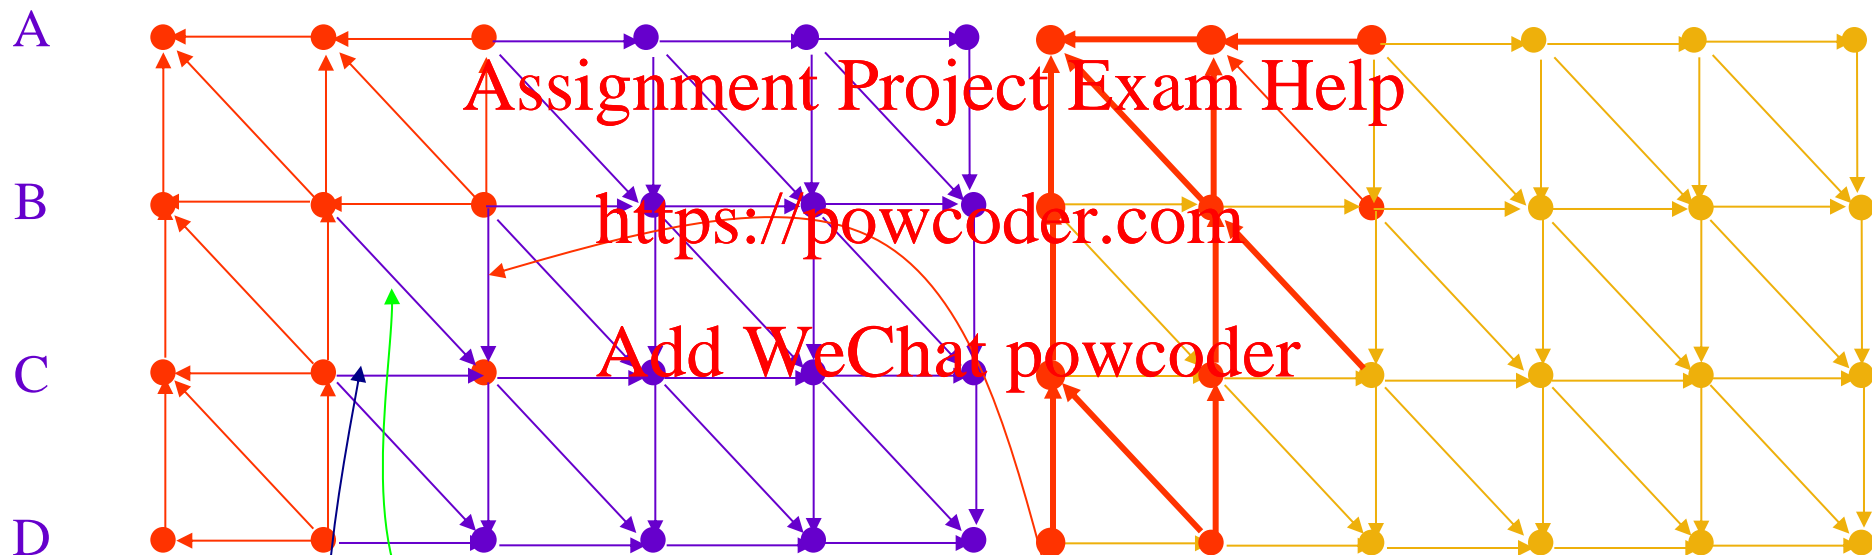 A
Assignment Project Exam Help
B
https://powcoder.com
C
Add WeChat powcoder
D